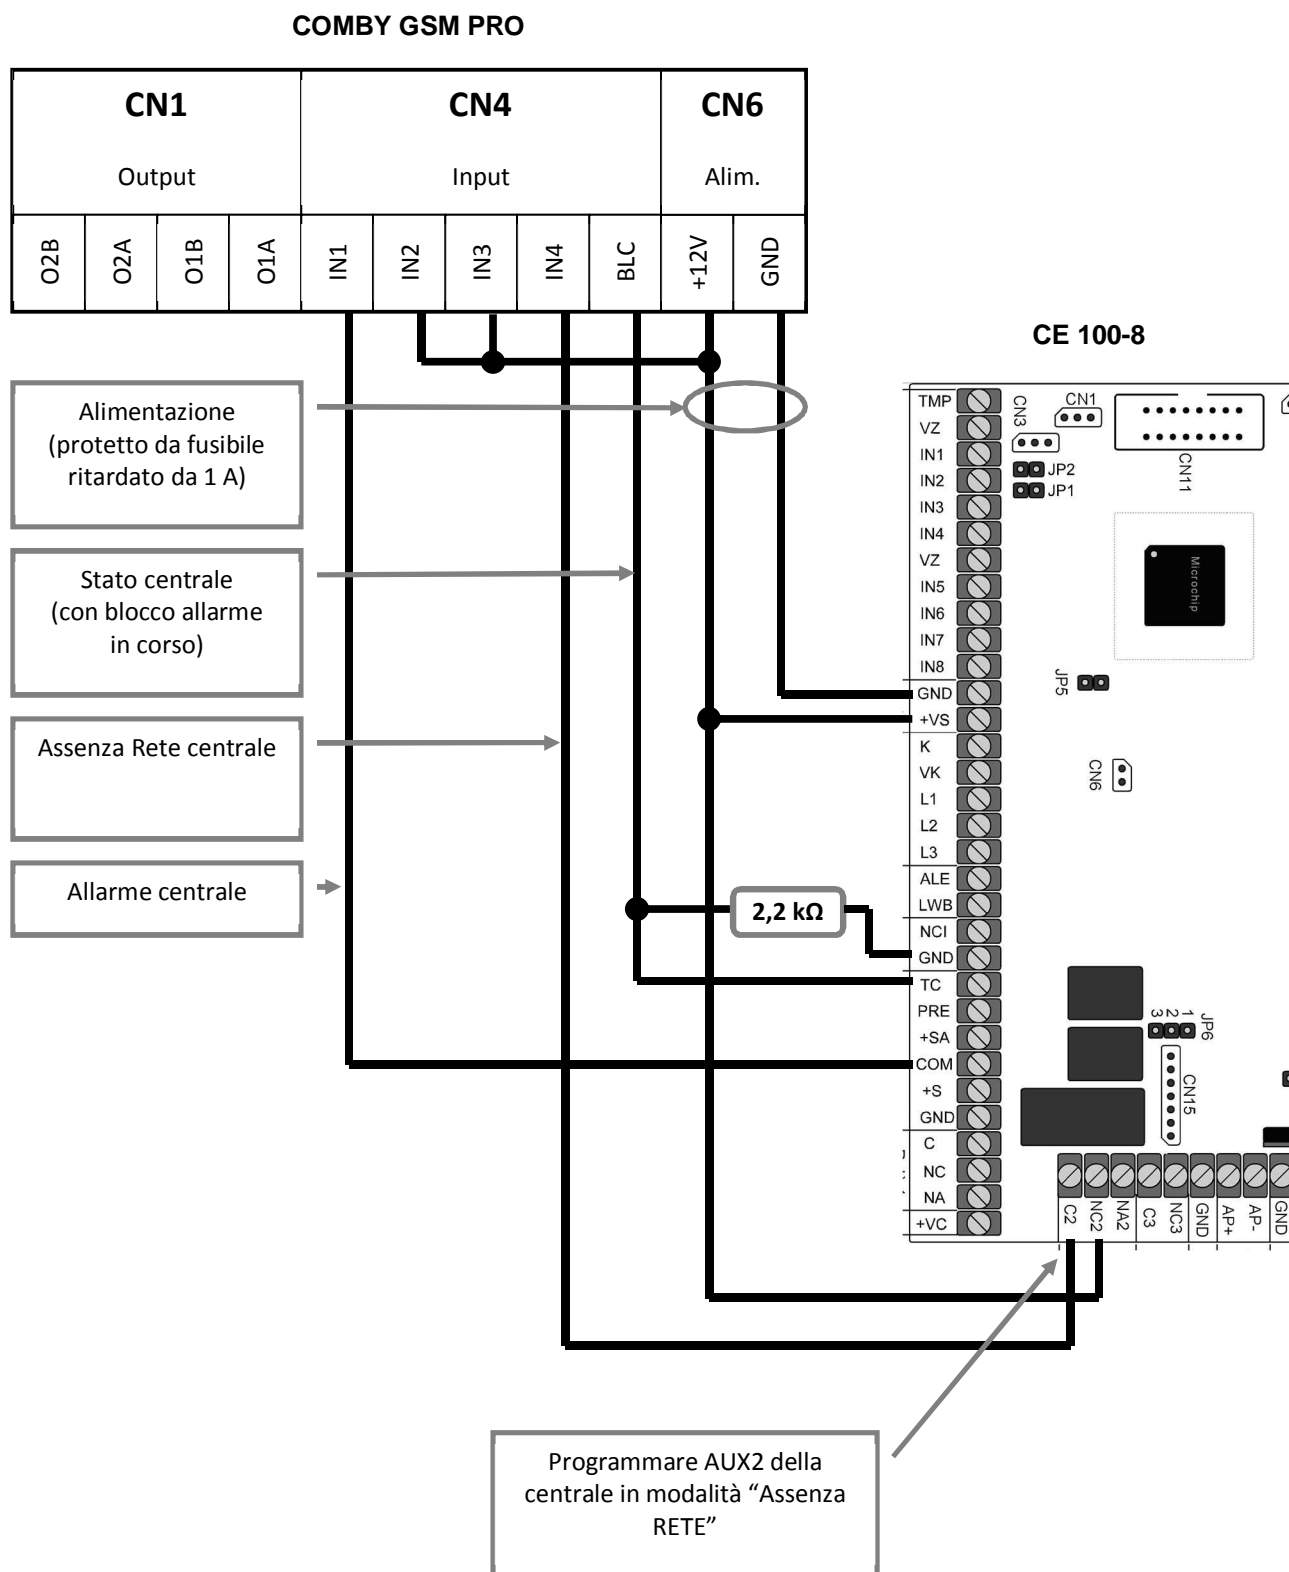 COMBY GSM PRO
CN1
CN4
CN6
Output
Input
Alim.
O2B
O2A
O1B
O1A
IN1
IN2
IN3
IN4
BLC
+12V
GND
CE 100-8
Alimentazione
(protetto da fusibile
ritardato da 1 A)
Stato centrale
(con blocco allarme
in corso)
Assenza Rete centrale
Allarme centrale
2,2 kΩ
TMP
VZ
IN1
IN2
IN3
IN4
VZ
IN5
IN6
IN7
IN8
GND
+VS
K
VK
L1
L2
L3
ALE
LWB
NCI
GND
TC
PRE
+SA
COM
+S
GND
C
NC
NA
+VC
CN3
CN1
JP2
JP1
CN11
Microchip
JP5
CN6
3 2 1
JP6
CN15
C2
NC2
NA2
C3
NC3
GND
AP+
AP-
GND
Programmare AUX2 della
centrale in modalità “Assenza
RETE”